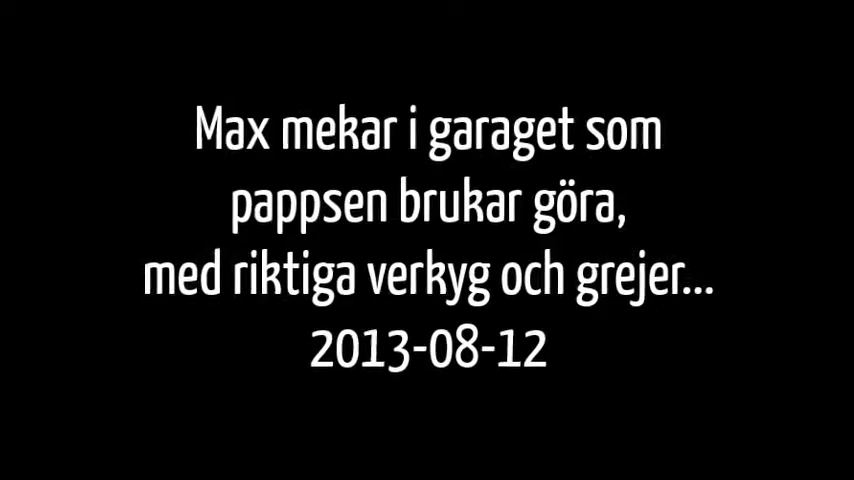 Max mekar i garaget som
pappsen brukar göra,
med riktiga verkyg och grejer...
2013-08-12